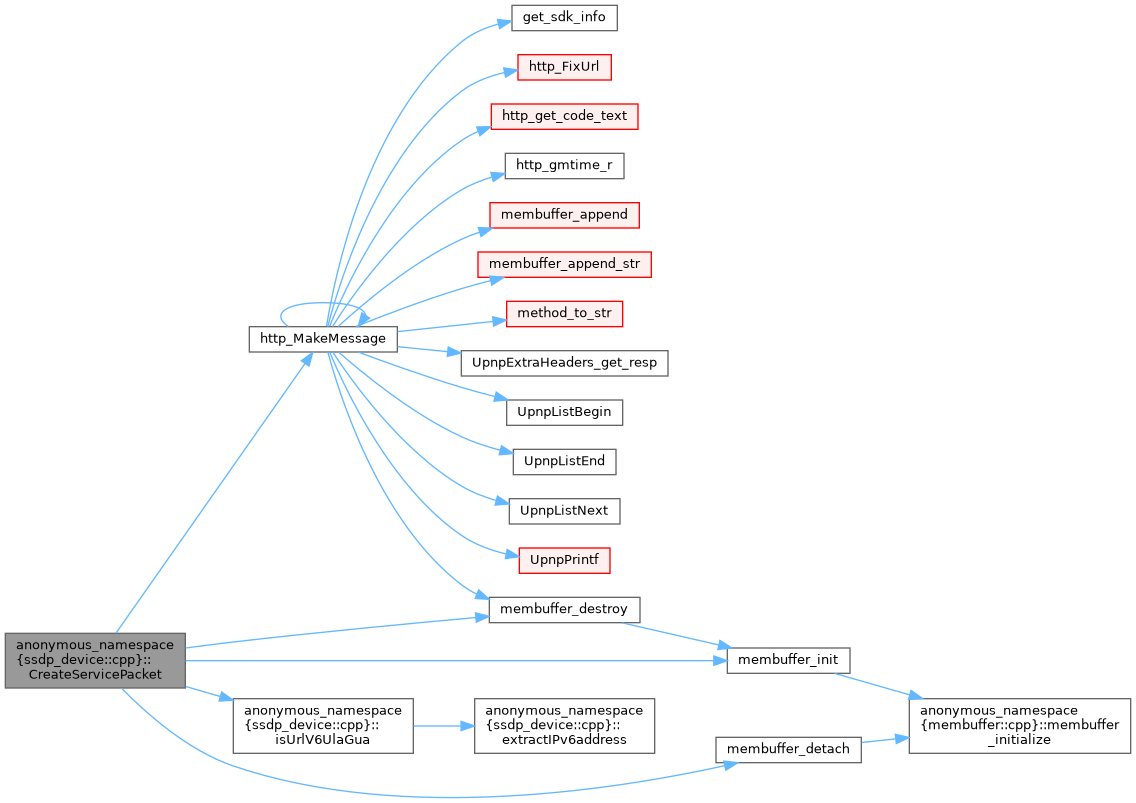 get_sdk_info
http_FixUrl
http_get_code_text
http_gmtime_r
membuffer_append
membuffer_append_str
method_to_str
http_MakeMessage
UpnpExtraHeaders_get_resp
UpnpListBegin
UpnpListEnd
UpnpListNext
UpnpPrintf
membuffer_destroy
anonymous_namespace
{ssdp_device::cpp}::
CreateServicePacket
membuffer_init
anonymous_namespace
{ssdp_device::cpp}::
isUrlV6UlaGua
anonymous_namespace
{ssdp_device::cpp}::
extractIPv6address
anonymous_namespace
{membuffer::cpp}::membuffer
_initialize
membuffer_detach